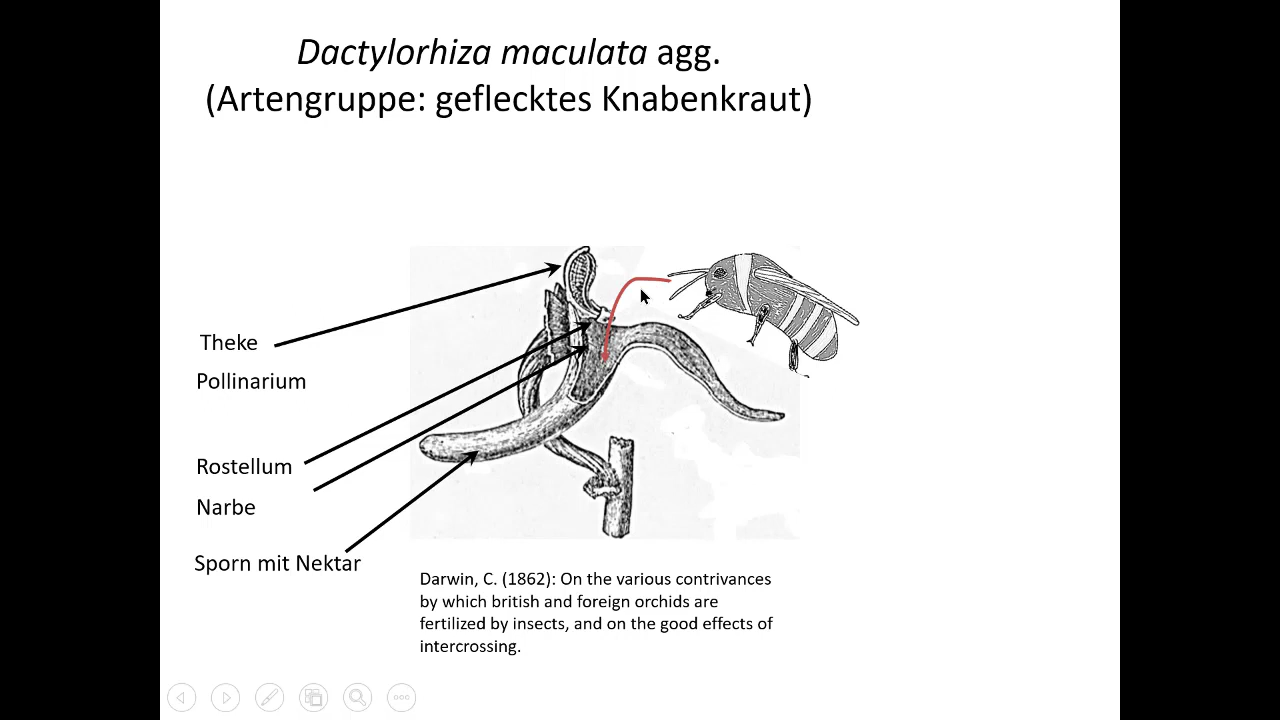 Dactylorhiza maculata agg.
(Artengruppe: geflecktes Knabenkraut)
Theke
Pollinarium
Rostellum
Narbe
Sporn mit Nektar
Darwin, C. (1862): On the various contrivances
by which british and foreign orchids are
fertilized by insects, and on the good effects of
intercrossing.